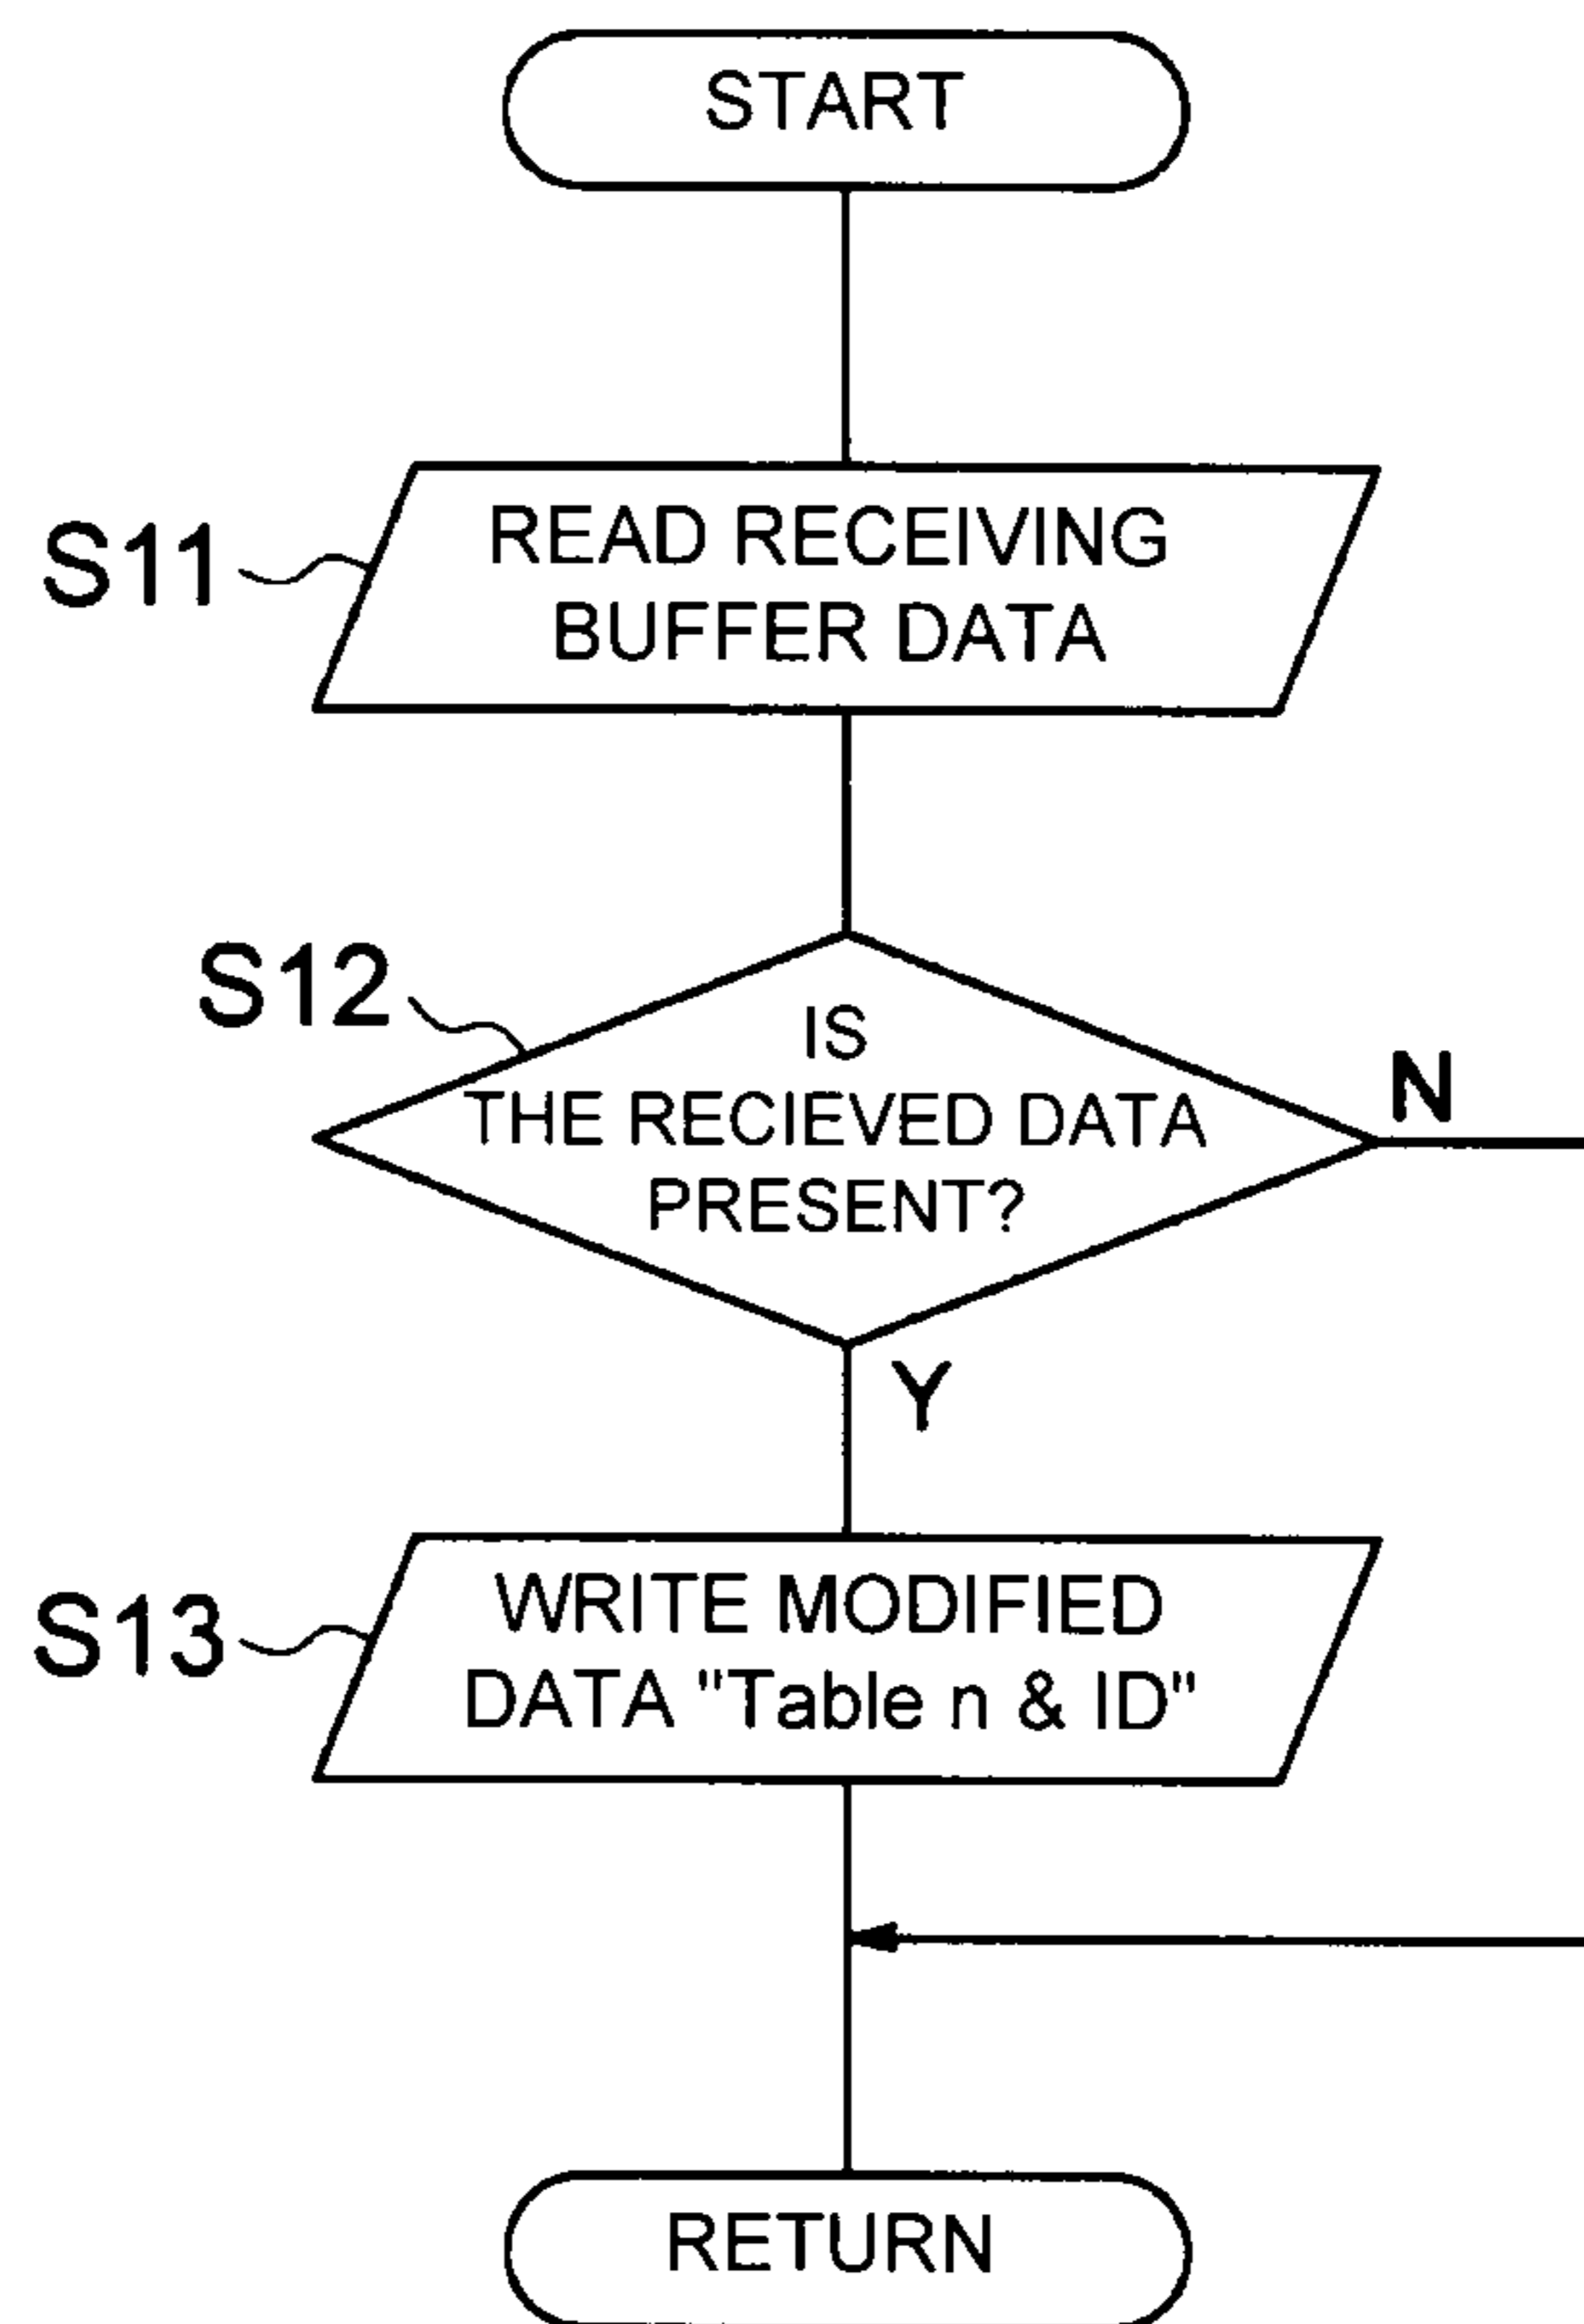 START
S11
READ RECEIVING
BUFFER DATA
S12
IS
THE RECIEVED DATA
PRESENT?
N
Y
S13
WRITE MODIFIED
DATA "Table n & ID"
RETURN